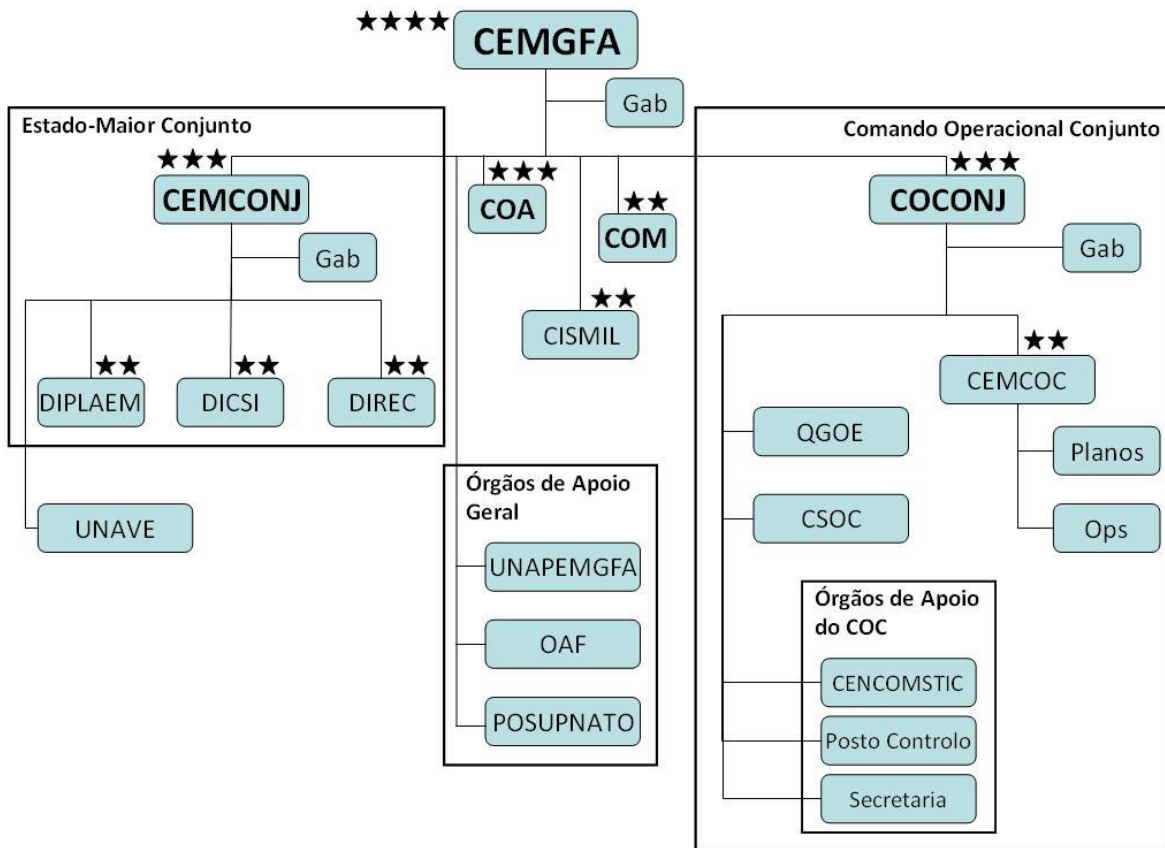 ★★★★
CEMGFA
Gab
Estado-Maior Conjunto
★★★
CEMCONJ
Gab
★★
DIPLAEM
★★
DICSI
★★
DIREC
UNAVE
★★★
COA
★★
COM
★★
CISMIL
Órgãos de Apoio
Geral
UNAPEMGFA
OAF
POSUPNATO
Comando Operacional Conjunto
★★★
COCONJ
Gab
★★
CEMCOC
Planos
Ops
QGOE
CSOC
Órgãos de Apoio
do COC
CENCOMSTIC
Posto Controlo
Secretaria